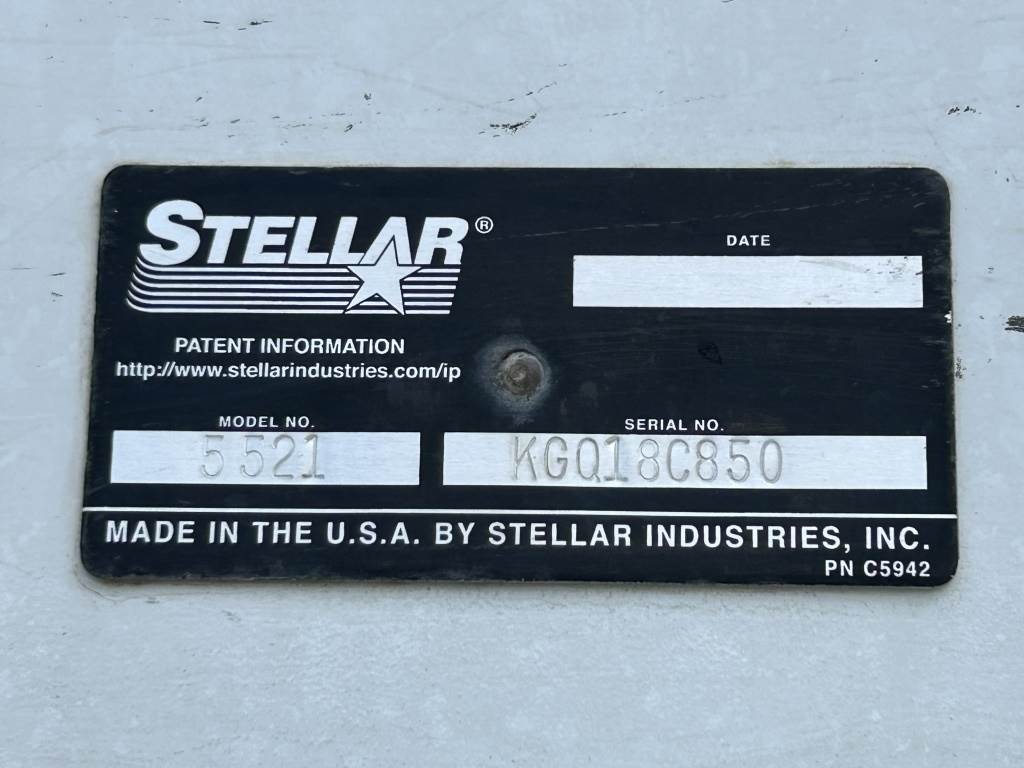 STELLAR®
DATE
PATENT INFORMATION
http://www.stellarindustries.com/ip
MODEL NO.
5521
SERIAL NO.
KGQ18C850
MADE IN THE U.S.A. BY STELLAR INDUSTRIES, INC.
PN C5942